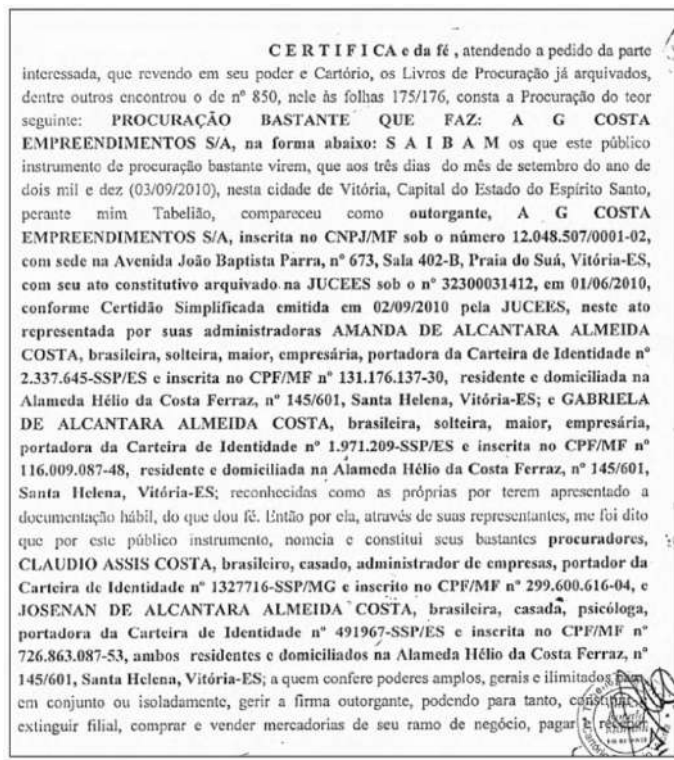 C E R T I F I C A e da fé , atendendo a pedido da parte
interessada, que revendo em seu poder e Cartório, os Livros de Procuração já arquivados,
dentre outros encontrou o de nº 850, nele às folhas 175/176, consta a Procuração do teor
seguinte: PROCURAÇÃO BASTANTE QUE FAZ: A G COSTA
EMPREENDIMENTOS S/A, na forma abaixo: S A I B A M os que este público
instrumento de procuração bastante virem, que aos três dias do mês de setembro do ano de
dois mil e dez (03/09/2010), nesta cidade de Vitória, Capital do Estado do Espírito Santo,
perante mim Tabelião, compareceu como outorgante, A G COSTA
EMPREENDIMENTOS S/A, inscrita no CNPJ/MF sob o número 12.048.507/0001-02,
com sede na Avenida João Baptista Parra, nº 673, Sala 402-B, Praia do Suá, Vitória-ES,
com seu ato constitutivo arquivado na JUCEES sob o nº 32300031412, em 01/06/2010,
conforme Certidão Simplificada emitida em 02/09/2010 pela JUCEES, neste ato
representada por suas administradoras AMANDA DE ALCANTARA ALMEIDA
COSTA, brasileira, solteira, maior, empresária, portadora da Carteira de Identidade nº
2.337.645-SSP/ES e inscrita no CPF/MF nº 131.176.137-30, residente e domiciliada na
Alameda Hélio da Costa Ferraz, nº 145/601, Santa Helena, Vitória-ES; e GABRIELA
DE ALCANTARA ALMEIDA COSTA, brasileira, solteira, maior, empresária,
portadora da Carteira de Identidade nº 1.971.209-SSP/ES e inscrita no CPF/MF nº
116.009.087-48, residente e domiciliada na Alameda Hélio da Costa Ferraz, nº 145/601,
Santa Helena, Vitória-ES; reconhecidas como as próprias por terem apresentado a
documentação hábil, do que dou fé. Então por ela, através de suas representantes, me foi dito
que por este público instrumento, nomeia e constitui seus bastantes procuradores,
CLAUDIO ASSIS COSTA, brasileiro, casado, administrador de empresas, portador da
Carteira de Identidade nº 1327716-SSP/MG e inscrito no CPF/MF nº 299.600.616-04, e
JOSENAN DE ALCANTARA ALMEIDA COSTA, brasileira, casada, psicóloga,
portadora da Carteira de Identidade nº 491967-SSP/ES e inscrita no CPF/MF nº
726.863.087-53, ambos residentes e domiciliados na Alameda Hélio da Costa Ferraz, nº
145/601, Santa Helena, Vitória-ES; a quem confere poderes amplos, gerais e ilimitados para
em conjunto ou isoladamente, gerir a firma outorgante, podendo para tanto, constituir
extinguir filial, comprar e vender mercadorias de seu ramo de negócio, pagar e receber